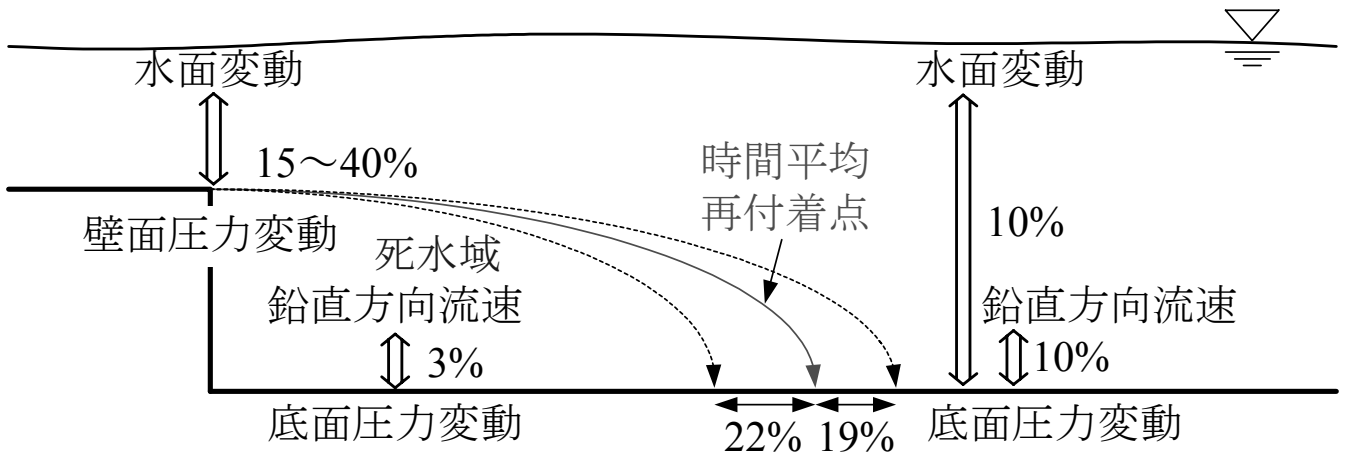 水面変動
水面変動
15～40%
時間平均
再付着点
壁面圧力変動
10%
死水域
鉛直方向流速
鉛直方向流速
3%
10%
底面圧力変動
22%
19%
底面圧力変動